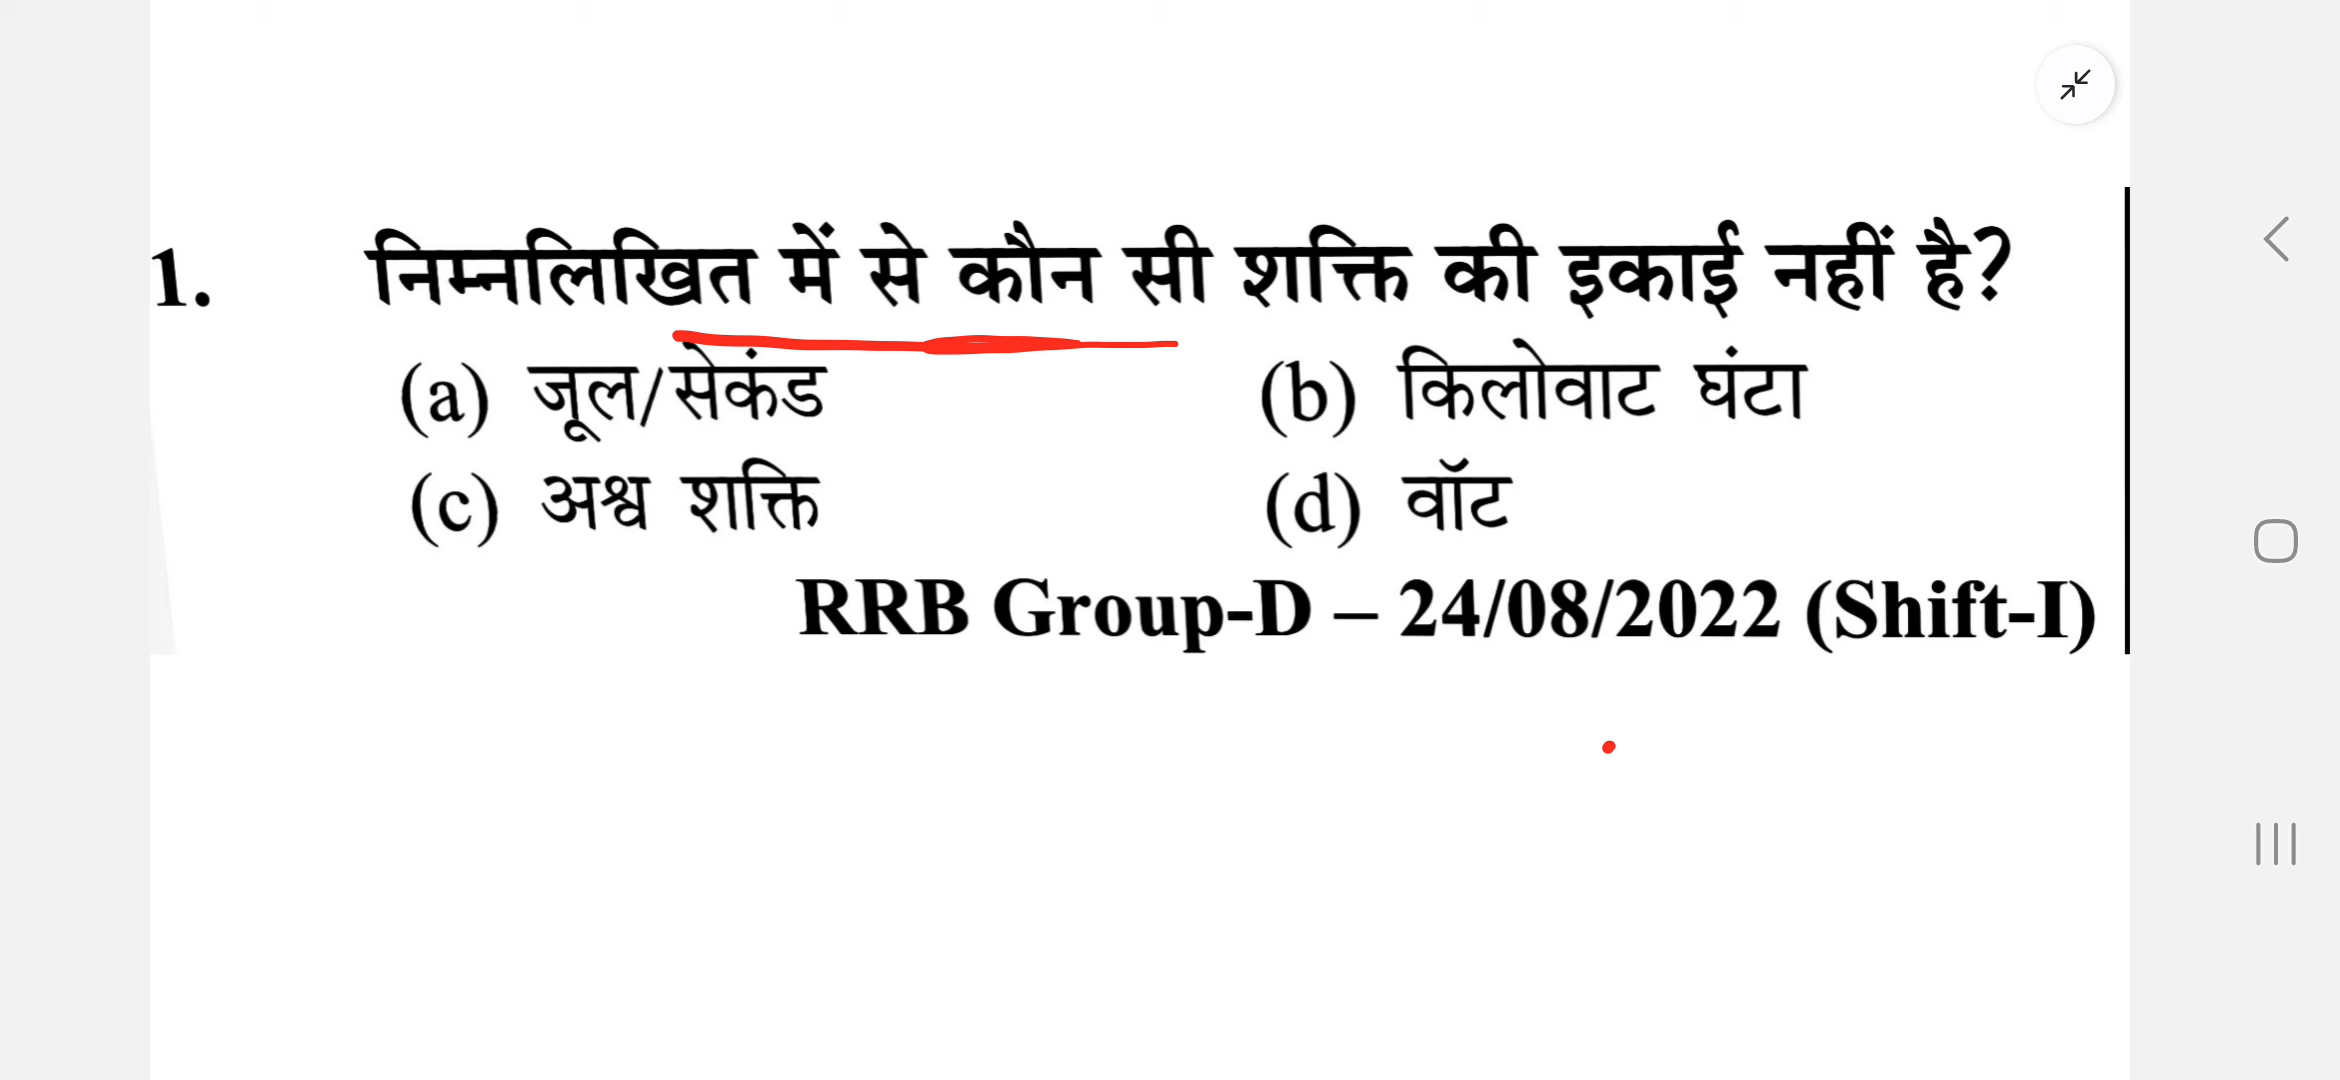 1. निम्नलिखित में से कौन सी शक्ति की इकाई नहीं है?
(a) जूल/सेकंड (b) किलोवाट घंटा
(c) अश्व शक्ति (d) वॉट
RRB Group-D – 24/08/2022 (Shift-I)